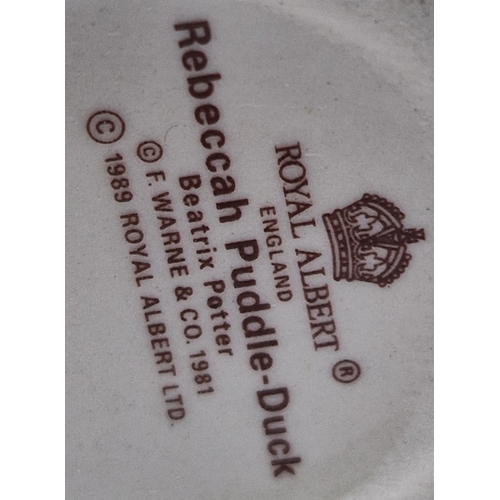 ROYAL ALBERT ®
ENGLAND
Rebeccah Puddle-Duck
Beatrix Potter
© F. WARNE & CO. 1981
© 1989 ROYAL ALBERT LTD.